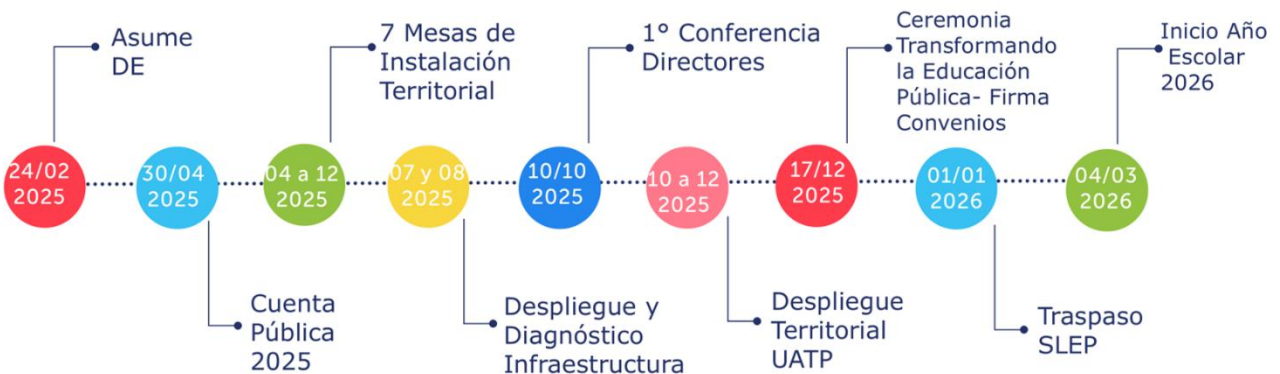 Asume
DE
7 Mesas de
Instalación
Territorial
1° Conferencia
Directores
Ceremonia
Transformando
la Educación
Pública- Firma
Convenios
Inicio Año
Escolar
2026
24/02
2025
30/04
2025
04 a 12
2025
07 y 08
2025
10/10
2025
10 a 12
2025
17/12
2025
01/01
2026
04/03
2026
Cuenta
Pública
2025
Despliegue y
Diagnóstico
Infraestructura
Despliegue
Territorial
UATP
Traspaso
SLEP